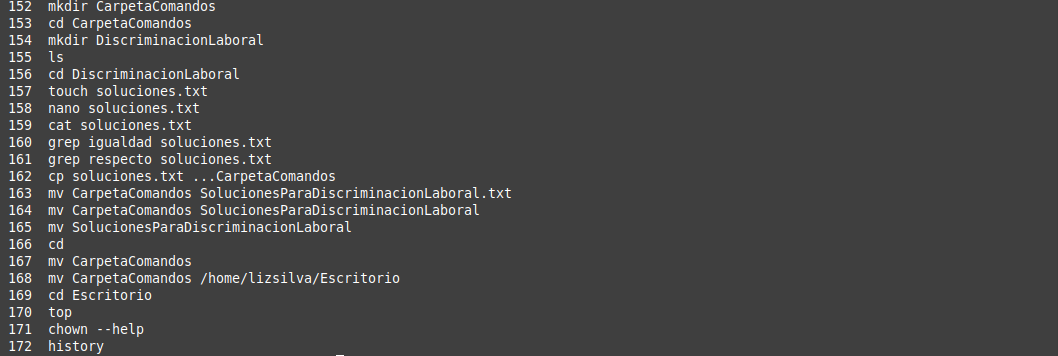 152 mkdir CarpetaComandos
153 cd CarpetaComandos
154 mkdir DiscriminacionLaboral
155 ls
156 cd DiscriminacionLaboral
157 touch soluciones.txt
158 nano soluciones.txt
159 cat soluciones.txt
160 grep igualdad soluciones.txt
161 grep respecto soluciones.txt
162 cp soluciones.txt ...CarpetaComandos
163 mv CarpetaComandos SolucionesParaDiscriminacionLaboral.txt
164 mv CarpetaComandos SolucionesParaDiscriminacionLaboral
165 mv SolucionesParaDiscriminacionLaboral
166 cd
167 mv CarpetaComandos
168 mv CarpetaComandos /home/lizsilva/Escritorio
169 cd Escritorio
170 top
171 chown --help
172 history